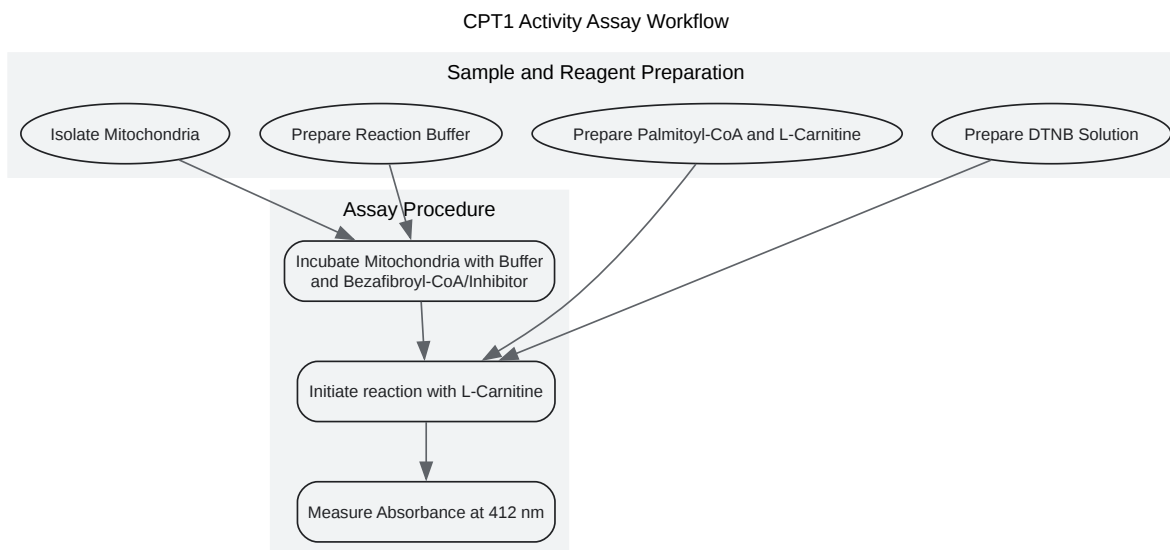 CPT1 Activity Assay Workflow
Sample and Reagent Preparation
Isolate Mitochondria
Prepare Reaction Buffer
Prepare Palmitoyl-CoA and L-Carnitine
Prepare DTNB Solution
Assay Procedure
Incubate Mitochondria with Buffer
and Bezafibroyl-CoA/Inhibitor
Initiate reaction with L-Carnitine
Measure Absorbance at 412 nm